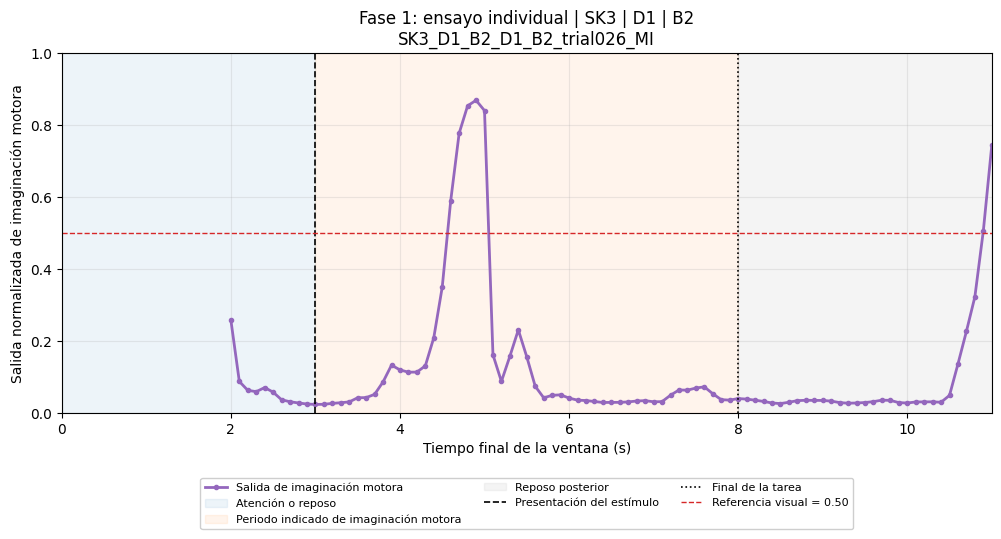 Fase 1: ensayo individual | SK3 | D1 | B2
SK3_D1_B2_D1_B2_trial026_MI
Salida normalizada de imaginación motora
1.0
0.8
0.6
0.4
0.2
0.0
0 2 4 6 8 10
Tiempo final de la ventana (s)
Salida de imaginación motora
Atención o reposo
Periodo indicado de imaginación motora
Reposo posterior
Presentación del estímulo
Final de la tarea
Referencia visual = 0.50